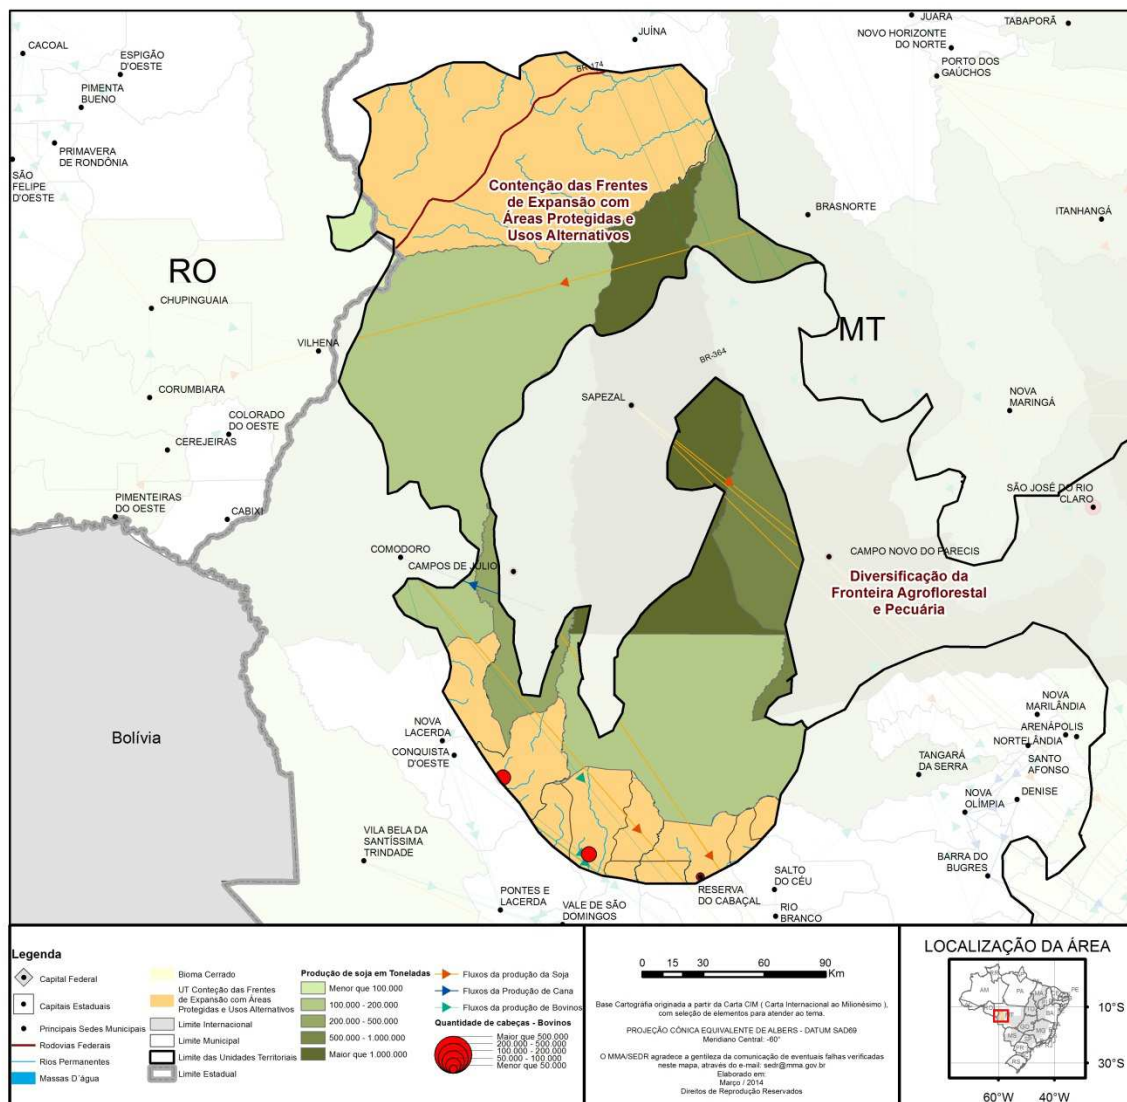 CACOAL
ESPIGÃO
D'OESTE
PIMENTA
BUENO
PRIMAVERA
DE RONDÔNIA
SÃO
FELIPE
D'OESTE
JUÍNA
JUARA
NOVO HORIZONTE
DO NORTE
TABAPORÃ
PORTO DOS
GAÚCHOS
BR-174
Contenção das Frentes
de Expansão com
Áreas Protegidas e
Usos Alternativos
BRASNORTE
ITANHANGÁ
RO
CHUPINGUAIA
VILHENA
MT
BR-364
CORUMBIARA
COLORADO
DO OESTE
CEREJEIRAS
SAPEZAL
NOVA
MARINGÁ
PIMENTEIRAS
DO OESTE
CABIXI
SÃO JOSÉ DO RIO
CLARO
COMODORO
CAMPOS DE JÚLIO
CAMPO NOVO DO PARECIS
Diversificação da
Fronteira Agroflorestal
e Pecuária
Bolívia
NOVA
LACERDA
CONQUISTA
D'OESTE
NOVA
MARILÂNDIA
ARENÁPOLIS
NORTELÂNDIA
SANTO
AFONSO
TANGARÁ
DA SERRA
NOVA
OLÍMPIA
DENISE
VILA BELA DA
SANTÍSSIMA
TRINDADE
BARRA DO
BUGRES
PONTES E
LACERDA
VALE DE SÃO
DOMINGOS
RESERVA
DO CABAÇAL
SALTO
DO CÉU
RIO
BRANCO
Legenda
Capital Federal
Capitais Estaduais
Principais Sedes Municipais
Rodovias Federais
Rios Permanentes
Massas D´água
Bioma Cerrado
UT Conteção das Frentes
de Expansão com Áreas
Protegidas e Usos Alternativos
Limite Internacional
Limite Municipal
Limite das Unidades Territoriais
Limite Estadual
Produção de soja em Toneladas
Menor que 100.000
100.000 - 200.000
200.000 - 500.000
500.000 - 1.000.000
Maior que 1.000.000
Fluxos da produção da Soja
Fluxos da Produção de Cana
Fluxos da produção de Bovinos
Quantidade de cabeças - Bovinos
Maior que 500.000
200.000 - 500.000
100.000 - 200.000
50.000 - 100.000
Menor que 50.000
0 15 30 60 90
Km
Base Cartográfia originada a partir da Carta CIM ( Carta Internacional ao Milionésimo ),
com seleção de elementos para atender ao tema.
PROJEÇÃO CÔNICA EQUIVALENTE DE ALBERS - DATUM SAD69
Meridiano Central: -60°
O MMA/SEDR agradece a gentileza da comunicação de eventuais falhas verificadas
neste mapa, através do e-mail: sedr@mma.gov.br
Elaborado em:
Março / 2014
Direitos de Reprodução Reservados
LOCALIZAÇÃO DA ÁREA
AM
PA
PE
BA
MG
MS
RS
10°S
30°S
60°W 40°W